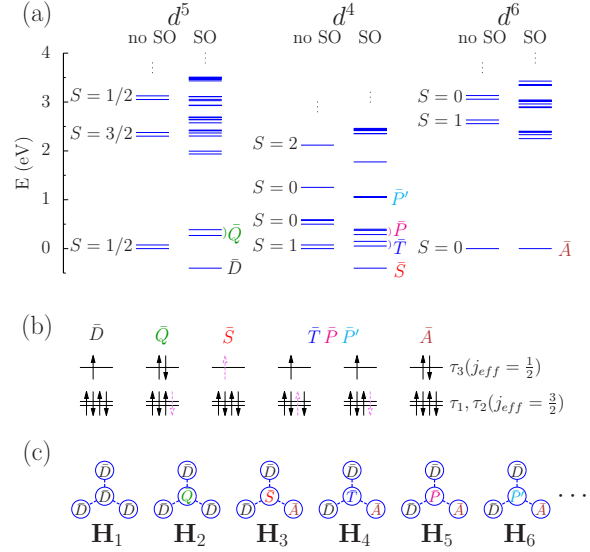 (a) d⁵ d⁴ d⁶
no SO SO no SO SO no SO SO
E (eV)
4
3
2
1
0
S = 1/2
S = 3/2
S = 1/2
Q̄
D̄
S = 2
S = 0
S = 0
S = 1
P̄′
P̄
T̄
S̄
S = 0
S = 1
S = 0
Ā
(b) D̄ Q̄ S̄ T̄ P̄ P̄′ Ā
τ₃(j_eff = 1/2)
τ₁, τ₂(j_eff = 3/2)
(c)
D̄ D̄ D̄ D̄ D̄ D̄
D̄ Q̄ S̄ T̄ P̄ P̄′ ...
D̄ D̄ D̄ D̄ D̄ Ā D̄ Ā D̄ Ā D̄ Ā
H₁ H₂ H₃ H₄ H₅ H₆